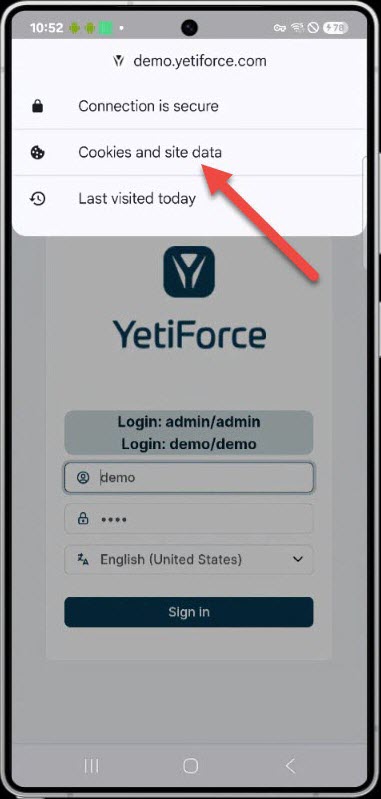 10:52
78
demo.yetiforce.com
Connection is secure
Cookies and site data
Last visited today
YetiForce
Login: admin/admin
Login: demo/demo
demo
••••
English (United States)
Sign in